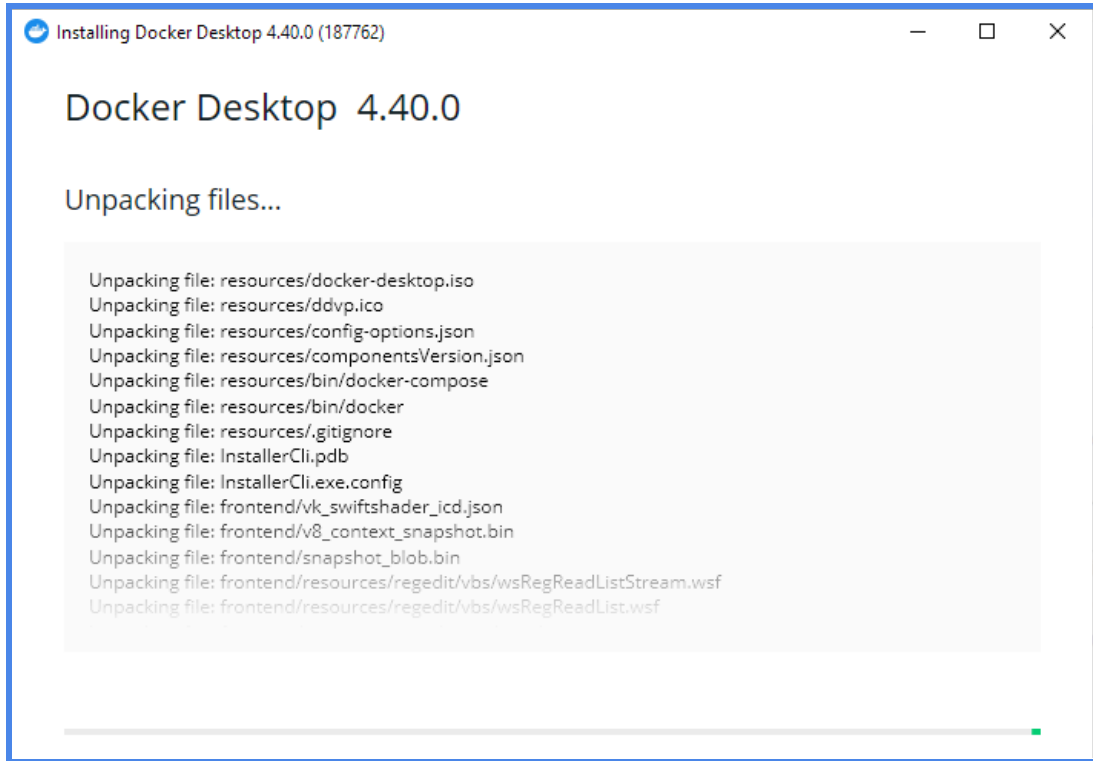 Installing Docker Desktop 4.40.0 (187762)
Docker Desktop 4.40.0
Unpacking files...
Unpacking file: resources/docker-desktop.iso
Unpacking file: resources/ddvp.ico
Unpacking file: resources/config-options.json
Unpacking file: resources/componentsVersion.json
Unpacking file: resources/bin/docker-compose
Unpacking file: resources/bin/docker
Unpacking file: resources/.gitignore
Unpacking file: InstallerCli.pdb
Unpacking file: InstallerCli.exe.config
Unpacking file: frontend/vk_swiftshader_icd.json
Unpacking file: frontend/v8_context_snapshot.bin
Unpacking file: frontend/snapshot_blob.bin
Unpacking file: frontend/resources/regedit/vbs/wsRegReadListStream.wsf
Unpacking file: frontend/resources/regedit/vbs/wsRegReadList.wsf